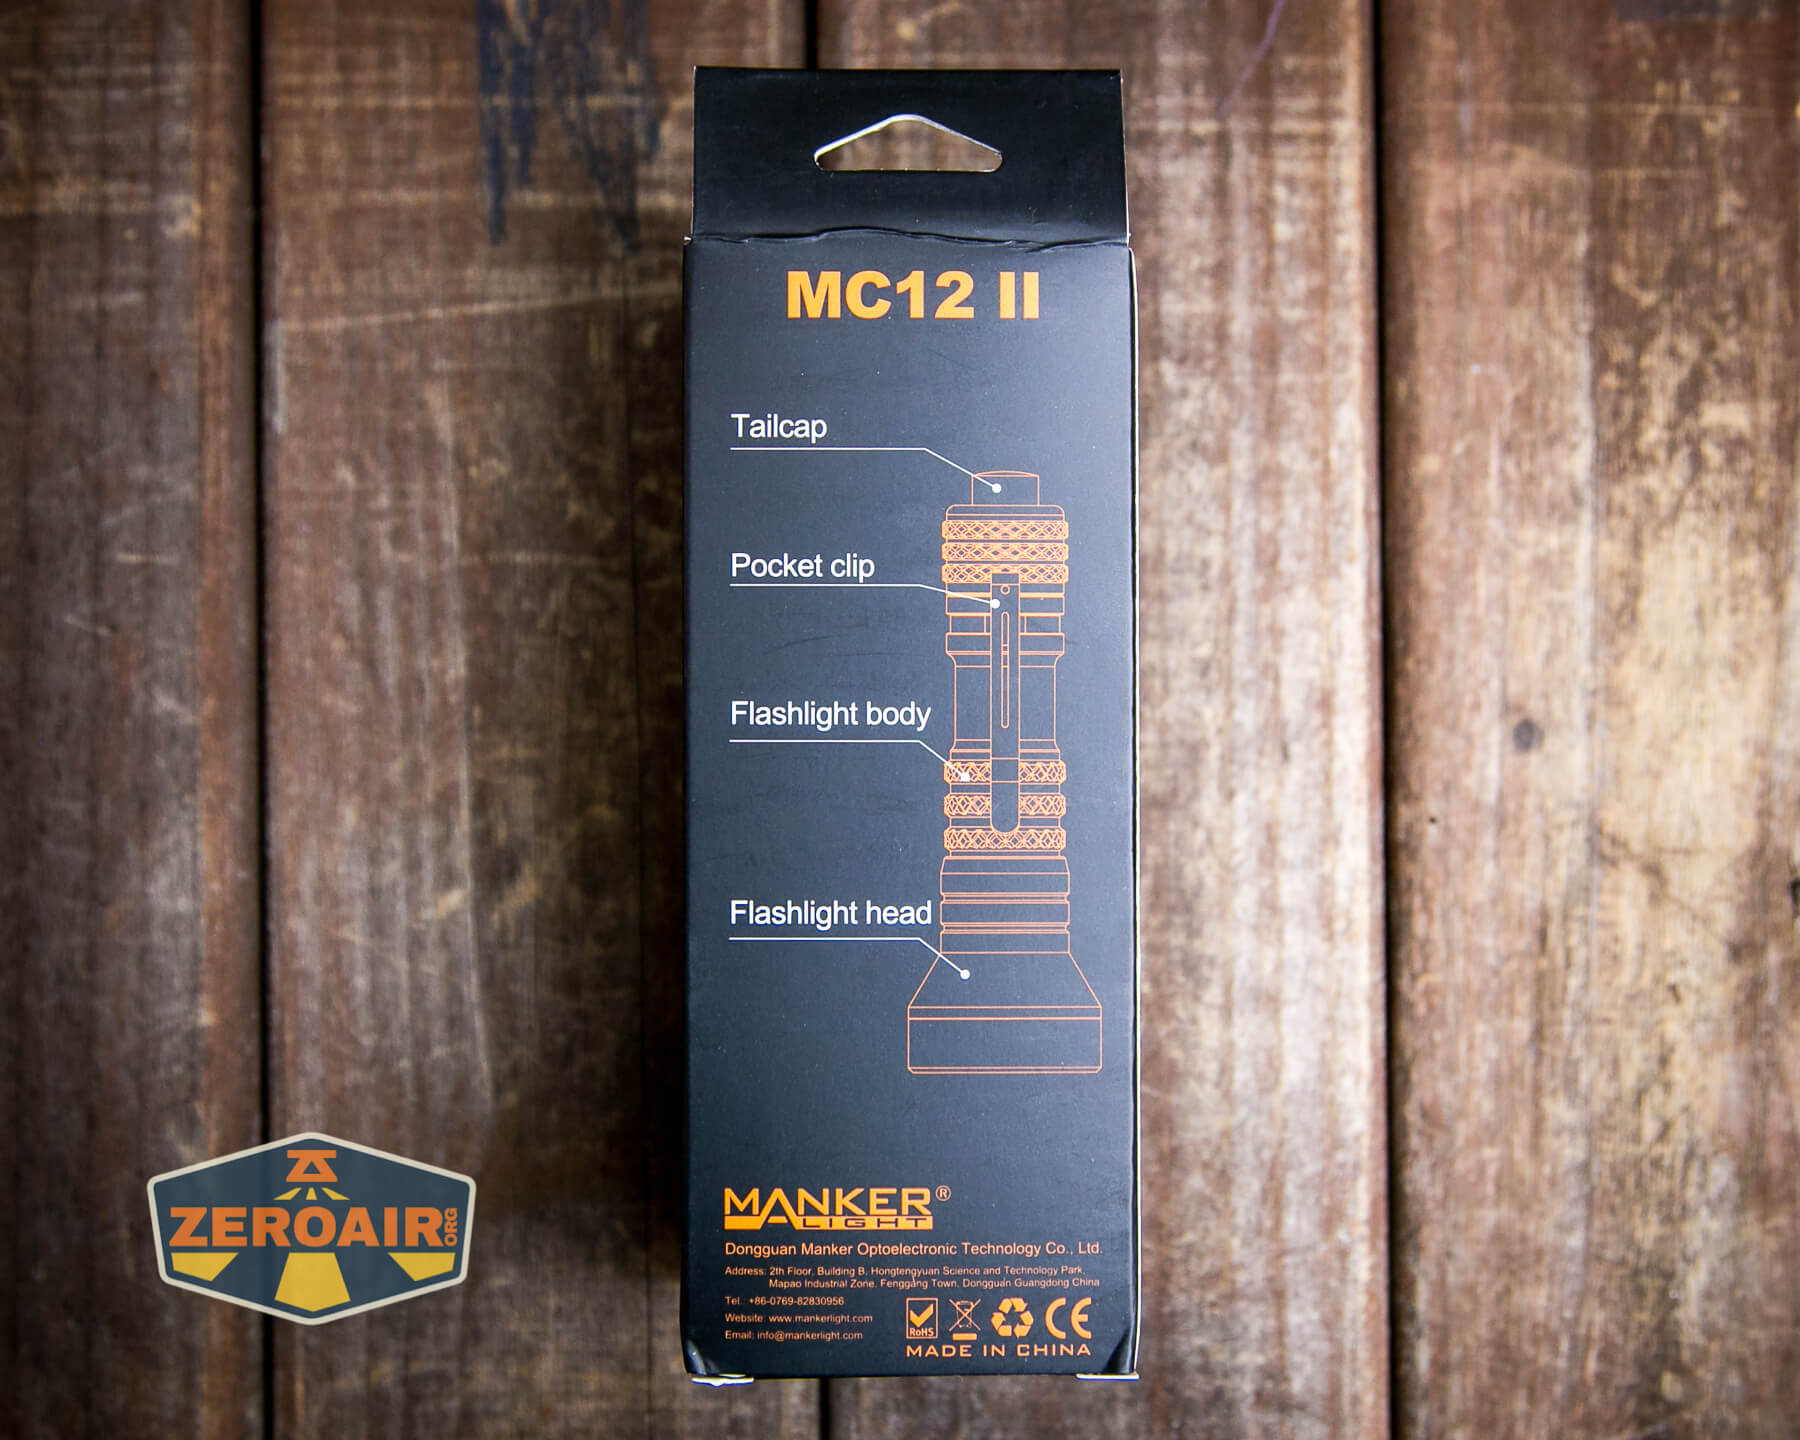 MC12 II
Tailcap
Pocket clip
Flashlight body
Flashlight head
MANKER®
LIGHT
Dongguan Manker Optoelectronic Technology Co., Ltd.
Address: 2th Floor, Building B, Hongtengyuan Science and Technology Park,
Mapao Industrial Zone, Fenggang Town, Dongguan Guangdong China
Tel.: +86-0769-82830956
Website: www.mankerlight.com
Email: info@mankerlight.com
RoHS
CE
MADE IN CHINA
ZEROAIR.ORG